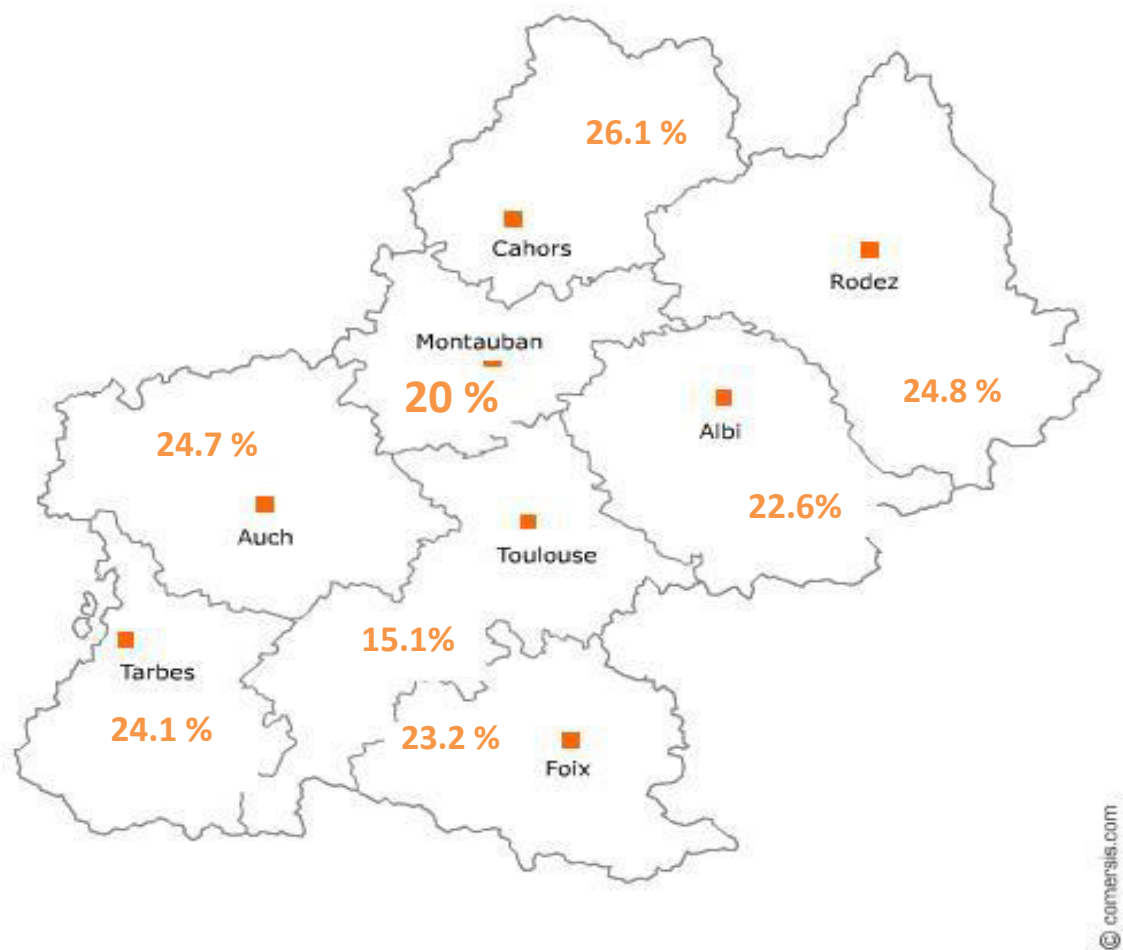 26.1 %
Cahors
Rodez
Montauban
20 %
24.8 %
Albi
24.7 %
22.6%
Auch
Toulouse
15.1%
Tarbes
24.1 %
23.2 %
Foix
© comersis.com